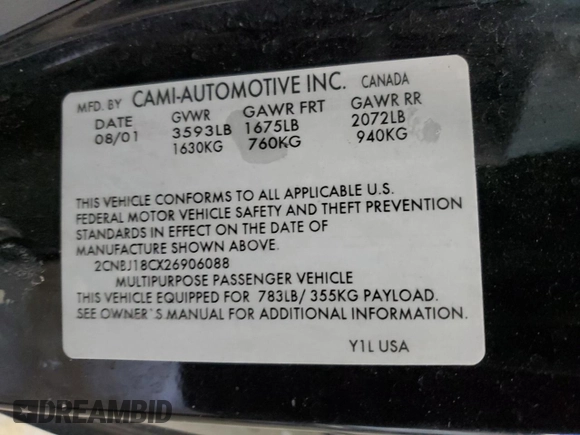 MFD. BY CAMI-AUTOMOTIVE INC. CANADA
DATE GVWR GAWR FRT GAWR RR
08/01 3593LB 1675LB 2072LB
1630KG 760KG 940KG
THIS VEHICLE CONFORMS TO ALL APPLICABLE U.S.
FEDERAL MOTOR VEHICLE SAFETY AND THEFT PREVENTION
STANDARDS IN EFFECT ON THE DATE OF
MANUFACTURE SHOWN ABOVE.
2CNBJ18CX26906088
MULTIPURPOSE PASSENGER VEHICLE
THIS VEHICLE EQUIPPED FOR 783LB/ 355KG PAYLOAD.
SEE OWNER'S MANUAL FOR ADDITIONAL INFORMATION.
Y1L USA
DREAMBID